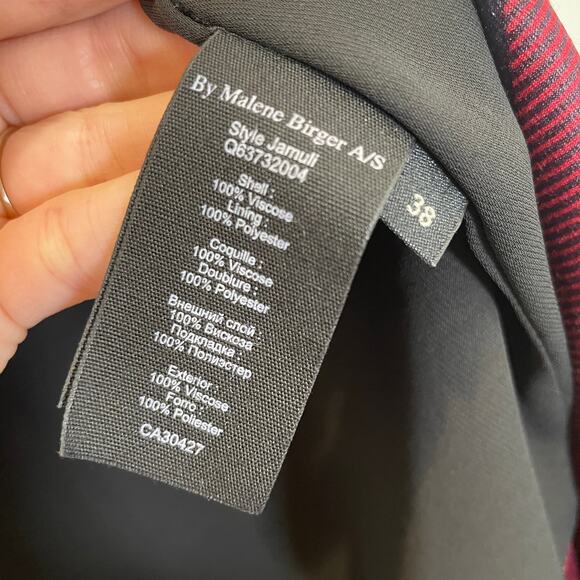 By Malene Birger A/S
Style Jamuli
Q63732004
Shell :
100% Viscose
Lining :
100% Polyester
Coquille :
100% Viscose
Doublure :
100% Polyester
Внешний слой :
100% Вискоза
Подкладка :
100% Полиэстер
Exterior :
100% Viscose
Forro :
100% Poliester
CA30427
38